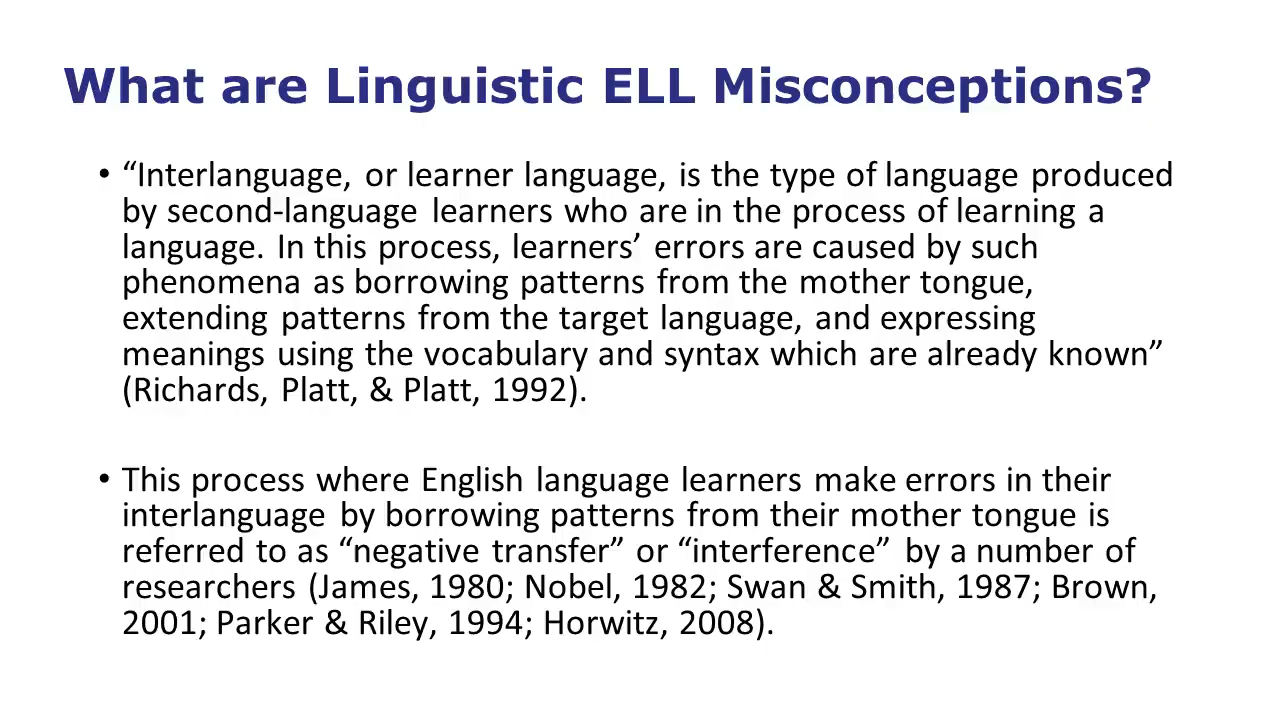 What are Linguistic ELL Misconceptions?
• “Interlanguage, or learner language, is the type of language produced
by second-language learners who are in the process of learning a
language. In this process, learners’ errors are caused by such
phenomena as borrowing patterns from the mother tongue,
extending patterns from the target language, and expressing
meanings using the vocabulary and syntax which are already known”
(Richards, Platt, & Platt, 1992).
• This process where English language learners make errors in their
interlanguage by borrowing patterns from their mother tongue is
referred to as “negative transfer” or “interference” by a number of
researchers (James, 1980; Nobel, 1982; Swan & Smith, 1987; Brown,
2001; Parker & Riley, 1994; Horwitz, 2008).